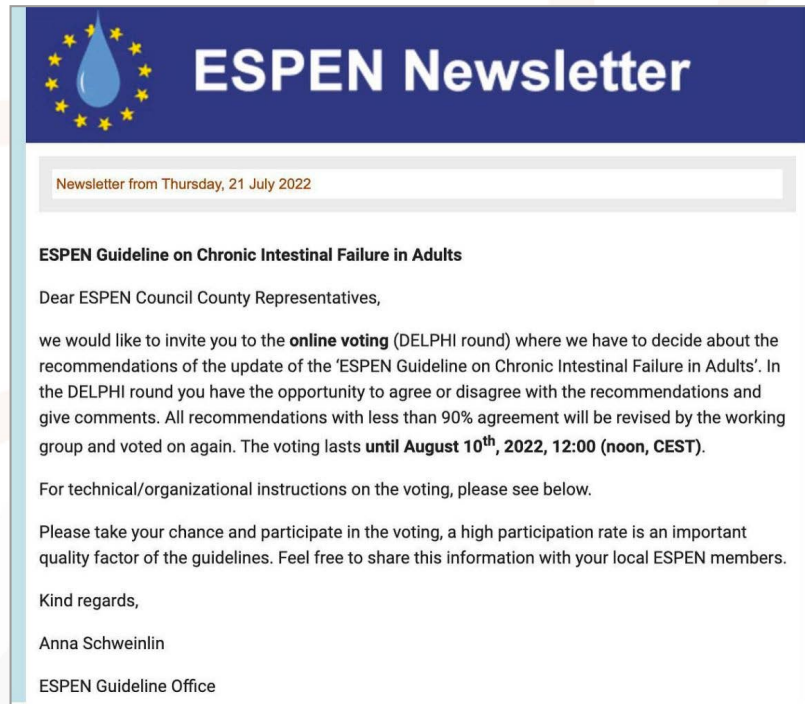 ESPEN Newsletter
Newsletter from Thursday, 21 July 2022
ESPEN Guideline on Chronic Intestinal Failure in Adults
Dear ESPEN Council County Representatives,
we would like to invite you to the online voting (DELPHI round) where we have to decide about the
recommendations of the update of the ‘ESPEN Guideline on Chronic Intestinal Failure in Adults’. In
the DELPHI round you have the opportunity to agree or disagree with the recommendations and
give comments. All recommendations with less than 90% agreement will be revised by the working
group and voted on again. The voting lasts until August 10th, 2022, 12:00 (noon, CEST).
For technical/organizational instructions on the voting, please see below.
Please take your chance and participate in the voting, a high participation rate is an important
quality factor of the guidelines. Feel free to share this information with your local ESPEN members.
Kind regards,
Anna Schweinlin
ESPEN Guideline Office